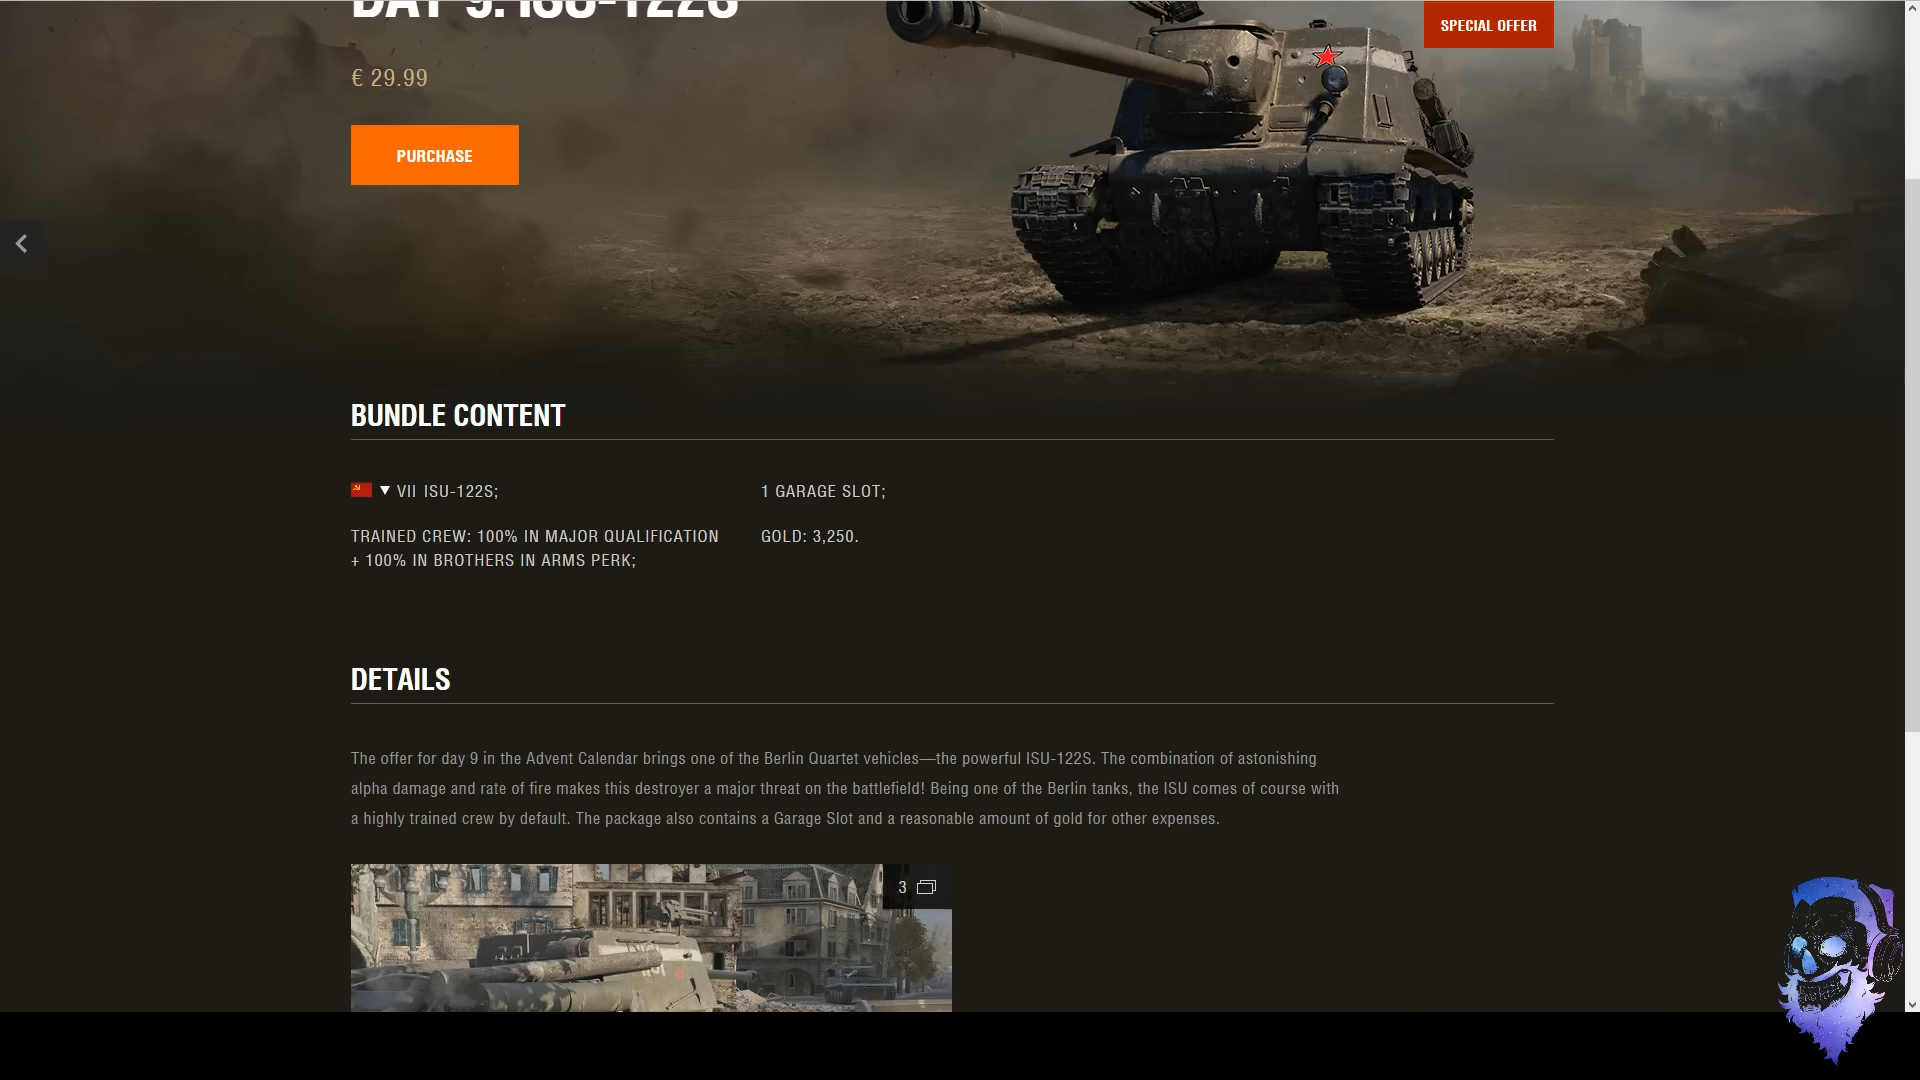 DAY 9: ISU-122S
SPECIAL OFFER
€ 29.99
PURCHASE
BUNDLE CONTENT
VII ISU-122S;
1 GARAGE SLOT;
TRAINED CREW: 100% IN MAJOR QUALIFICATION
+ 100% IN BROTHERS IN ARMS PERK;
GOLD: 3,250.
DETAILS
The offer for day 9 in the Advent Calendar brings one of the Berlin Quartet vehicles—the powerful ISU-122S. The combination of astonishing
alpha damage and rate of fire makes this destroyer a major threat on the battlefield! Being one of the Berlin tanks, the ISU comes of course with
a highly trained crew by default. The package also contains a Garage Slot and a reasonable amount of gold for other expenses.
3